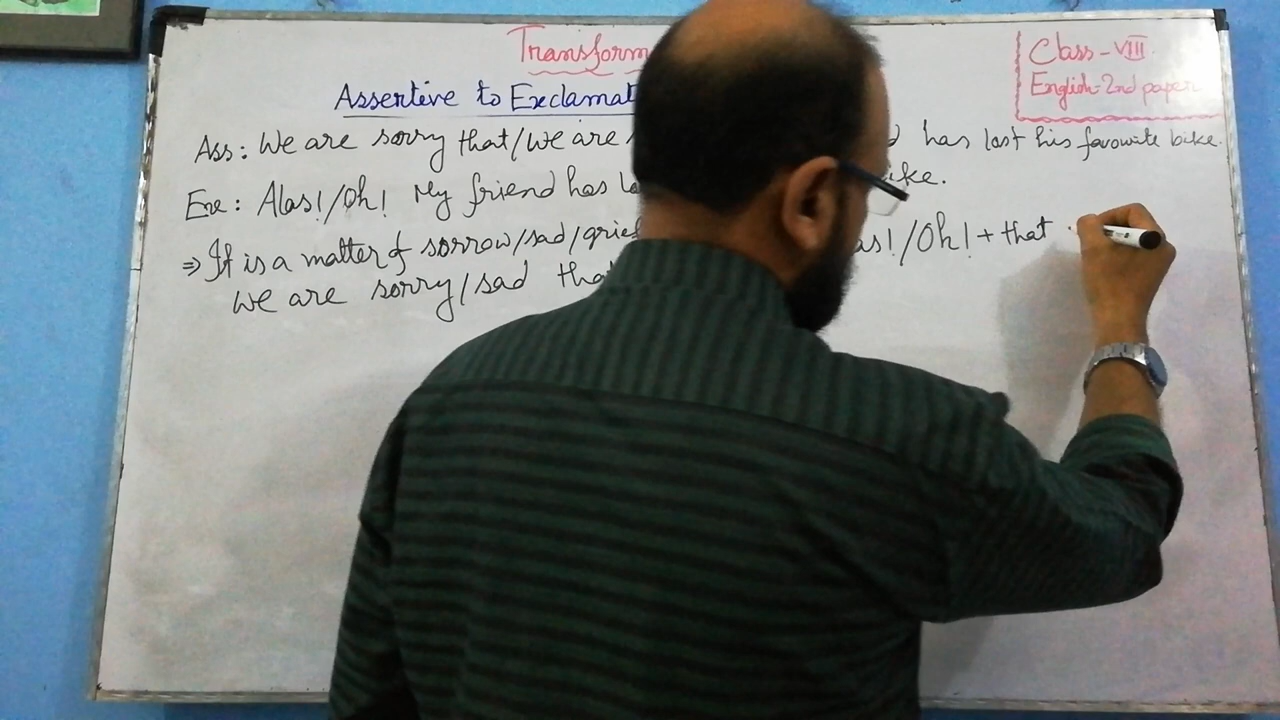 Transform
Class-VIII
English-2nd paper
Assertive to Exclamat
Ass: We are sorry that/we are has lost his favourite bike.
Exe: Alas!/Oh! My friend has ike.
⇒ It is a matter of sorrow/sad/grief as!/Oh!+that
we are sorry/sad tha